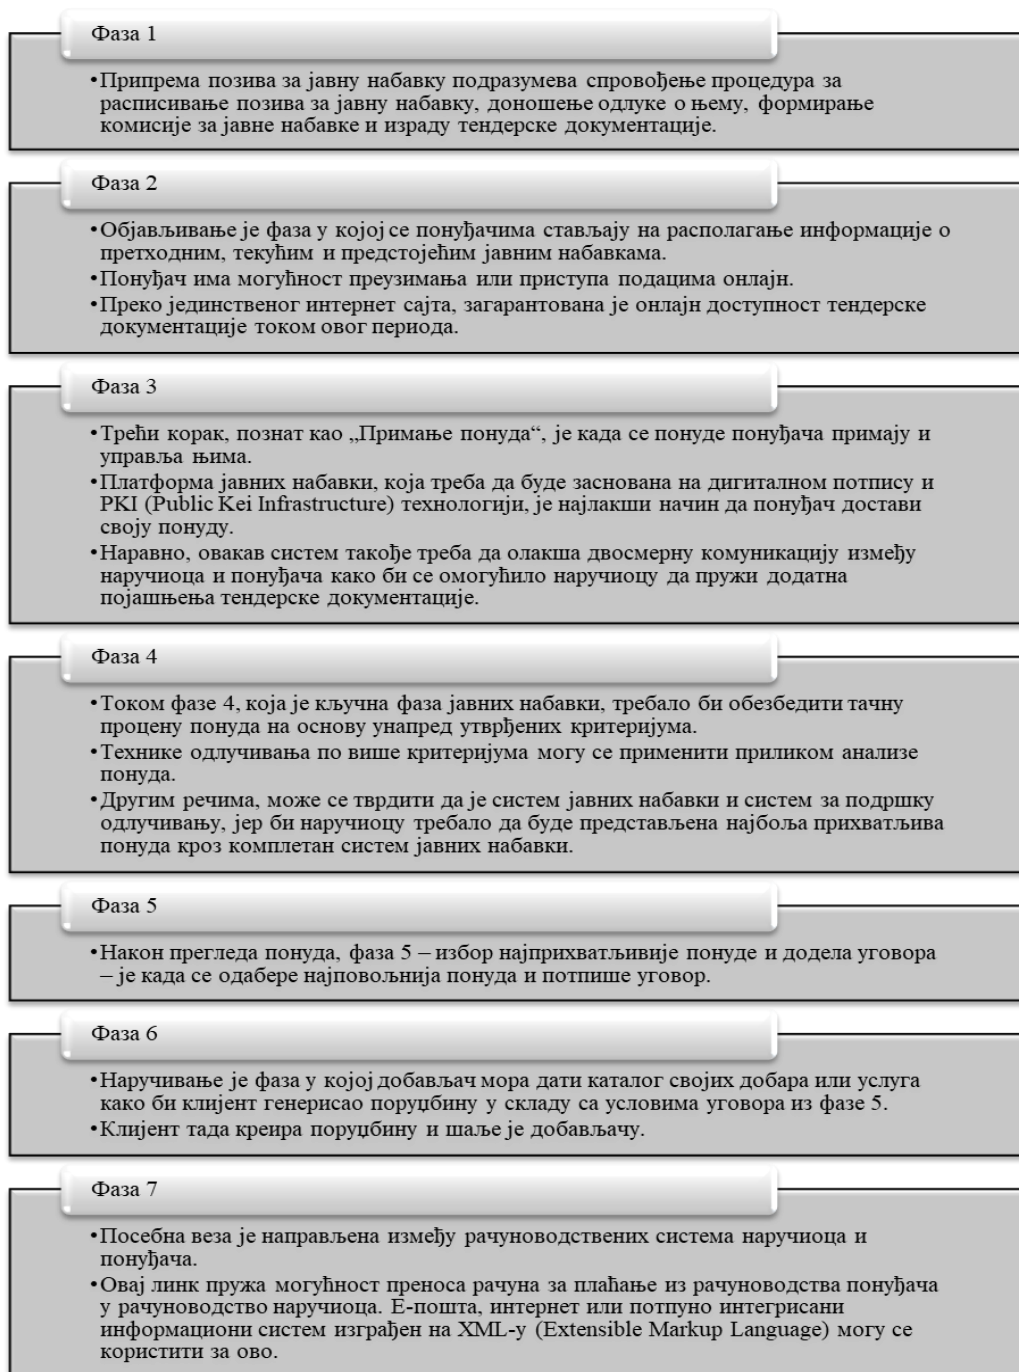 Фаза 1
•Припрема позива за јавну набавку подразумева спровођење процедура за
расписивање позива за јавну набавку, доношење одлуке о њему, формирање
комисије за јавне набавке и израду тендерске документације.
Фаза 2
•Објављивање је фаза у којој се понуђачима стављају на располагање информације о
претходним, текућим и предстојећим јавним набавкама.
•Понуђач има могућност преузимања или приступа подацима онлајн.
•Преко јединственог интернет сајта, загарантована је онлајн доступност тендерске
документације током овог периода.
Фаза 3
•Трећи корак, познат као „Примање понуда“, је када се понуде понуђача примају и
управља њима.
•Платформа јавних набавки, која треба да буде заснована на дигиталном потпису и
PKI (Public Kei Infrastructure) технологији, је најлакши начин да понуђач достави
своју понуду.
•Наравно, овакав систем такође треба да олакша двосмерну комуникацију између
наручиоца и понуђача како би се омогућило наручиоцу да пружи додатна
појашњења тендерске документације.
Фаза 4
•Током фазе 4, која је кључна фаза јавних набавки, требало би обезбедити тачну
процену понуда на основу унапред утврђених критеријума.
•Технике одлучивања по више критеријума могу се применити приликом анализе
понуда.
•Другим речима, може се тврдити да је систем јавних набавки и систем за подршку
одлучивању, јер би наручиоцу требало да буде представљена најбоља прихватљива
понуда кроз комплетан систем јавних набавки.
Фаза 5
•Након прегледа понуда, фаза 5 – избор најприхватљивије понуде и додела уговора
– је када се одабере најповољнија понуда и потпише уговор.
Фаза 6
•Наручивање је фаза у којој добављач мора дати каталог својих добара или услуга
како би клијент генерисао поруџбину у складу са условима уговора из фазе 5.
•Клијент тада креира поруџбину и шаље је добављачу.
Фаза 7
•Посебна веза је направљена између рачуноводствених система наручиоца и
понуђача.
•Овај линк пружа могућност преноса рачуна за плаћање из рачуноводства понуђача
у рачуноводство наручиоца. Е-пошта, интернет или потпуно интегрисани
информациони систем изграђен на XML-у (Extensible Markup Language) могу се
користити за ово.